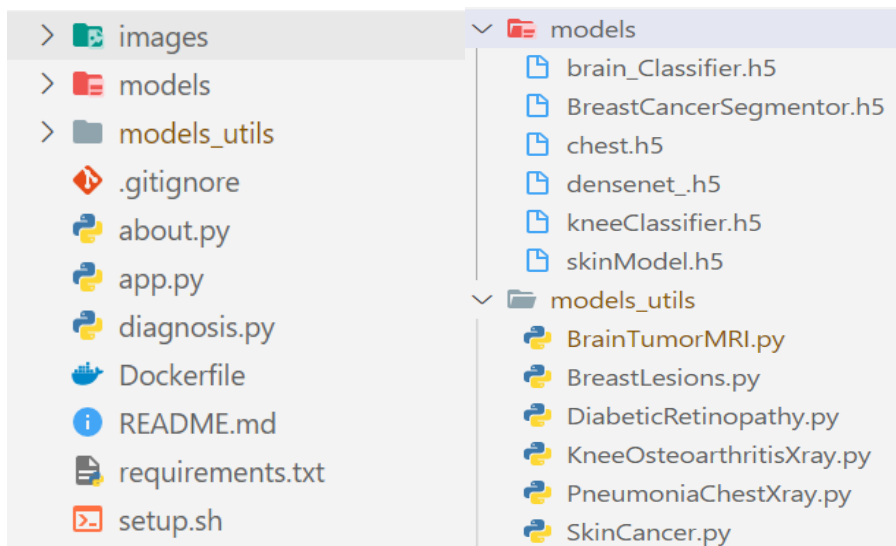 images
models
models_utils
.gitignore
about.py
app.py
diagnosis.py
Dockerfile
README.md
requirements.txt
setup.sh
models
brain_Classifier.h5
BreastCancerSegmentor.h5
chest.h5
densenet_.h5
kneeClassifier.h5
skinModel.h5
models_utils
BrainTumorMRI.py
BreastLesions.py
DiabeticRetinopathy.py
KneeOsteoarthritisXray.py
PneumoniaChestXray.py
SkinCancer.py